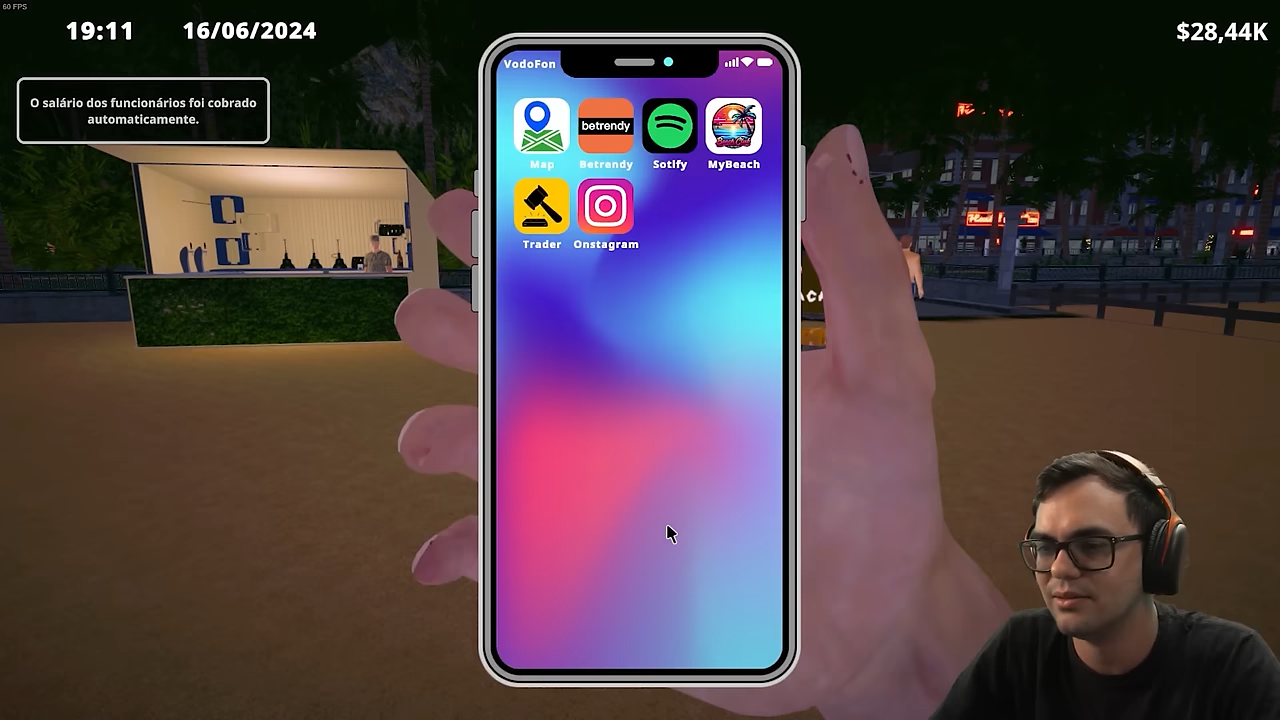 60 FPS
19:11 16/06/2024
$28,44K
O salário dos funcionários foi cobrado
automaticamente.
VodoFon
betrendy
Map Betrendy Sotify MyBeach
Trader Onstagram